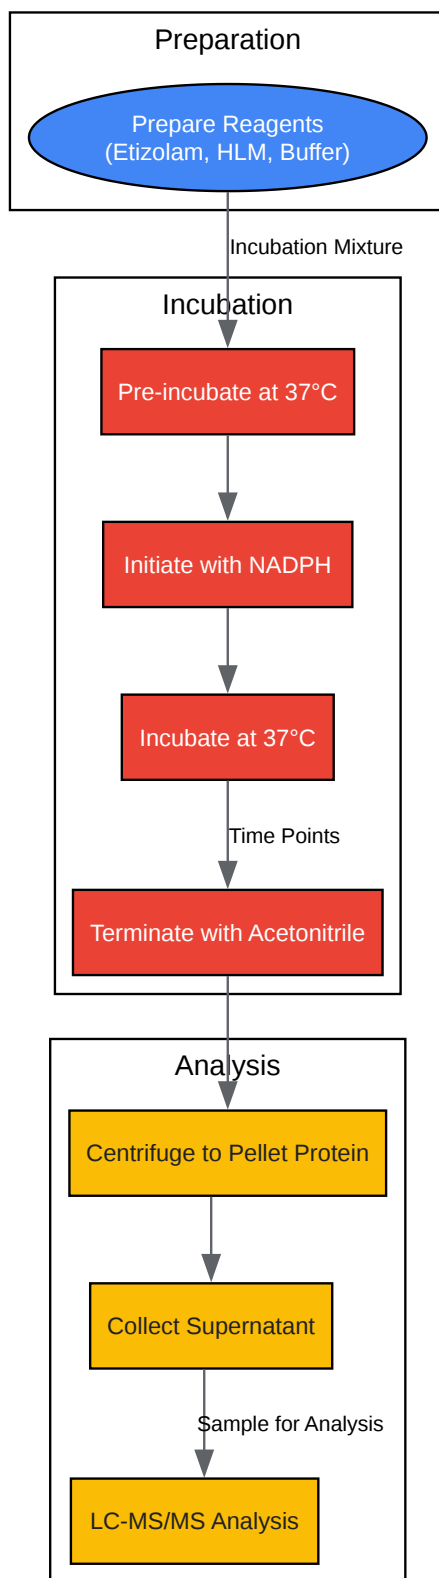 Preparation
Prepare Reagents
(Etizolam, HLM, Buffer)
Incubation Mixture
Incubation
Pre-incubate at 37°C
Initiate with NADPH
Incubate at 37°C
Time Points
Terminate with Acetonitrile
Analysis
Centrifuge to Pellet Protein
Collect Supernatant
Sample for Analysis
LC-MS/MS Analysis